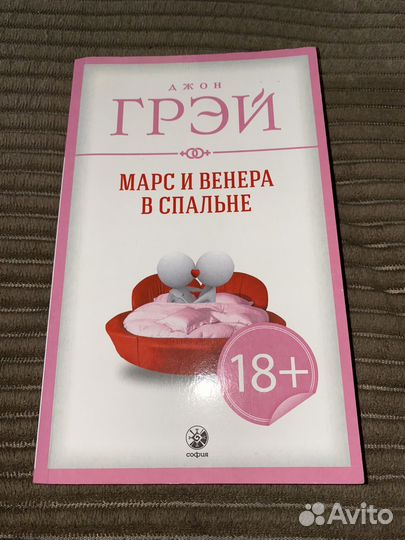 ДЖОН
ГРЭЙ
МАРС И ВЕНЕРА
В СПАЛЬНЕ
18+
СОФИЯ
Avito